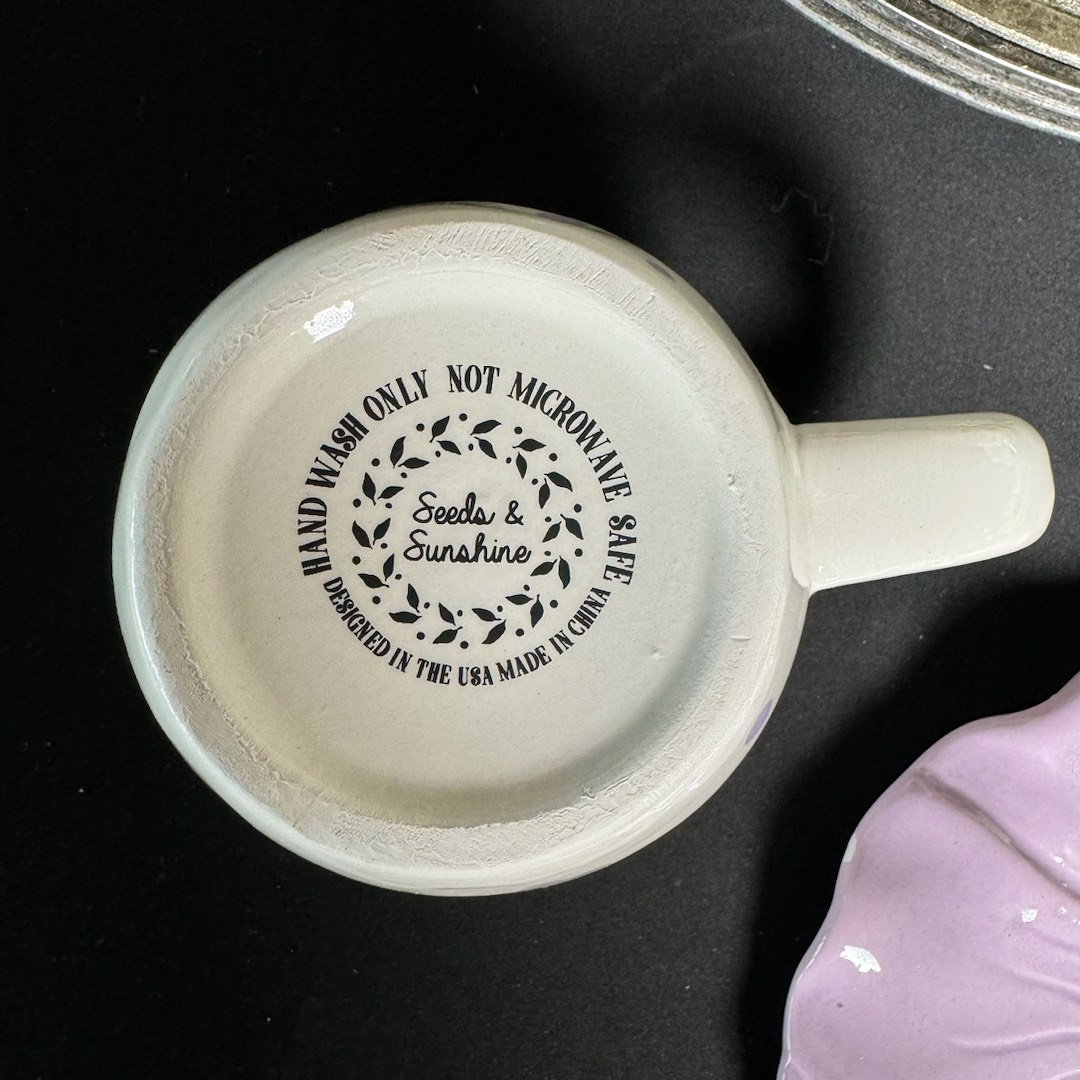 HAND WASH ONLY NOT MICROWAVE SAFE
Seeds &
Sunshine
DESIGNED IN THE USA MADE IN CHINA